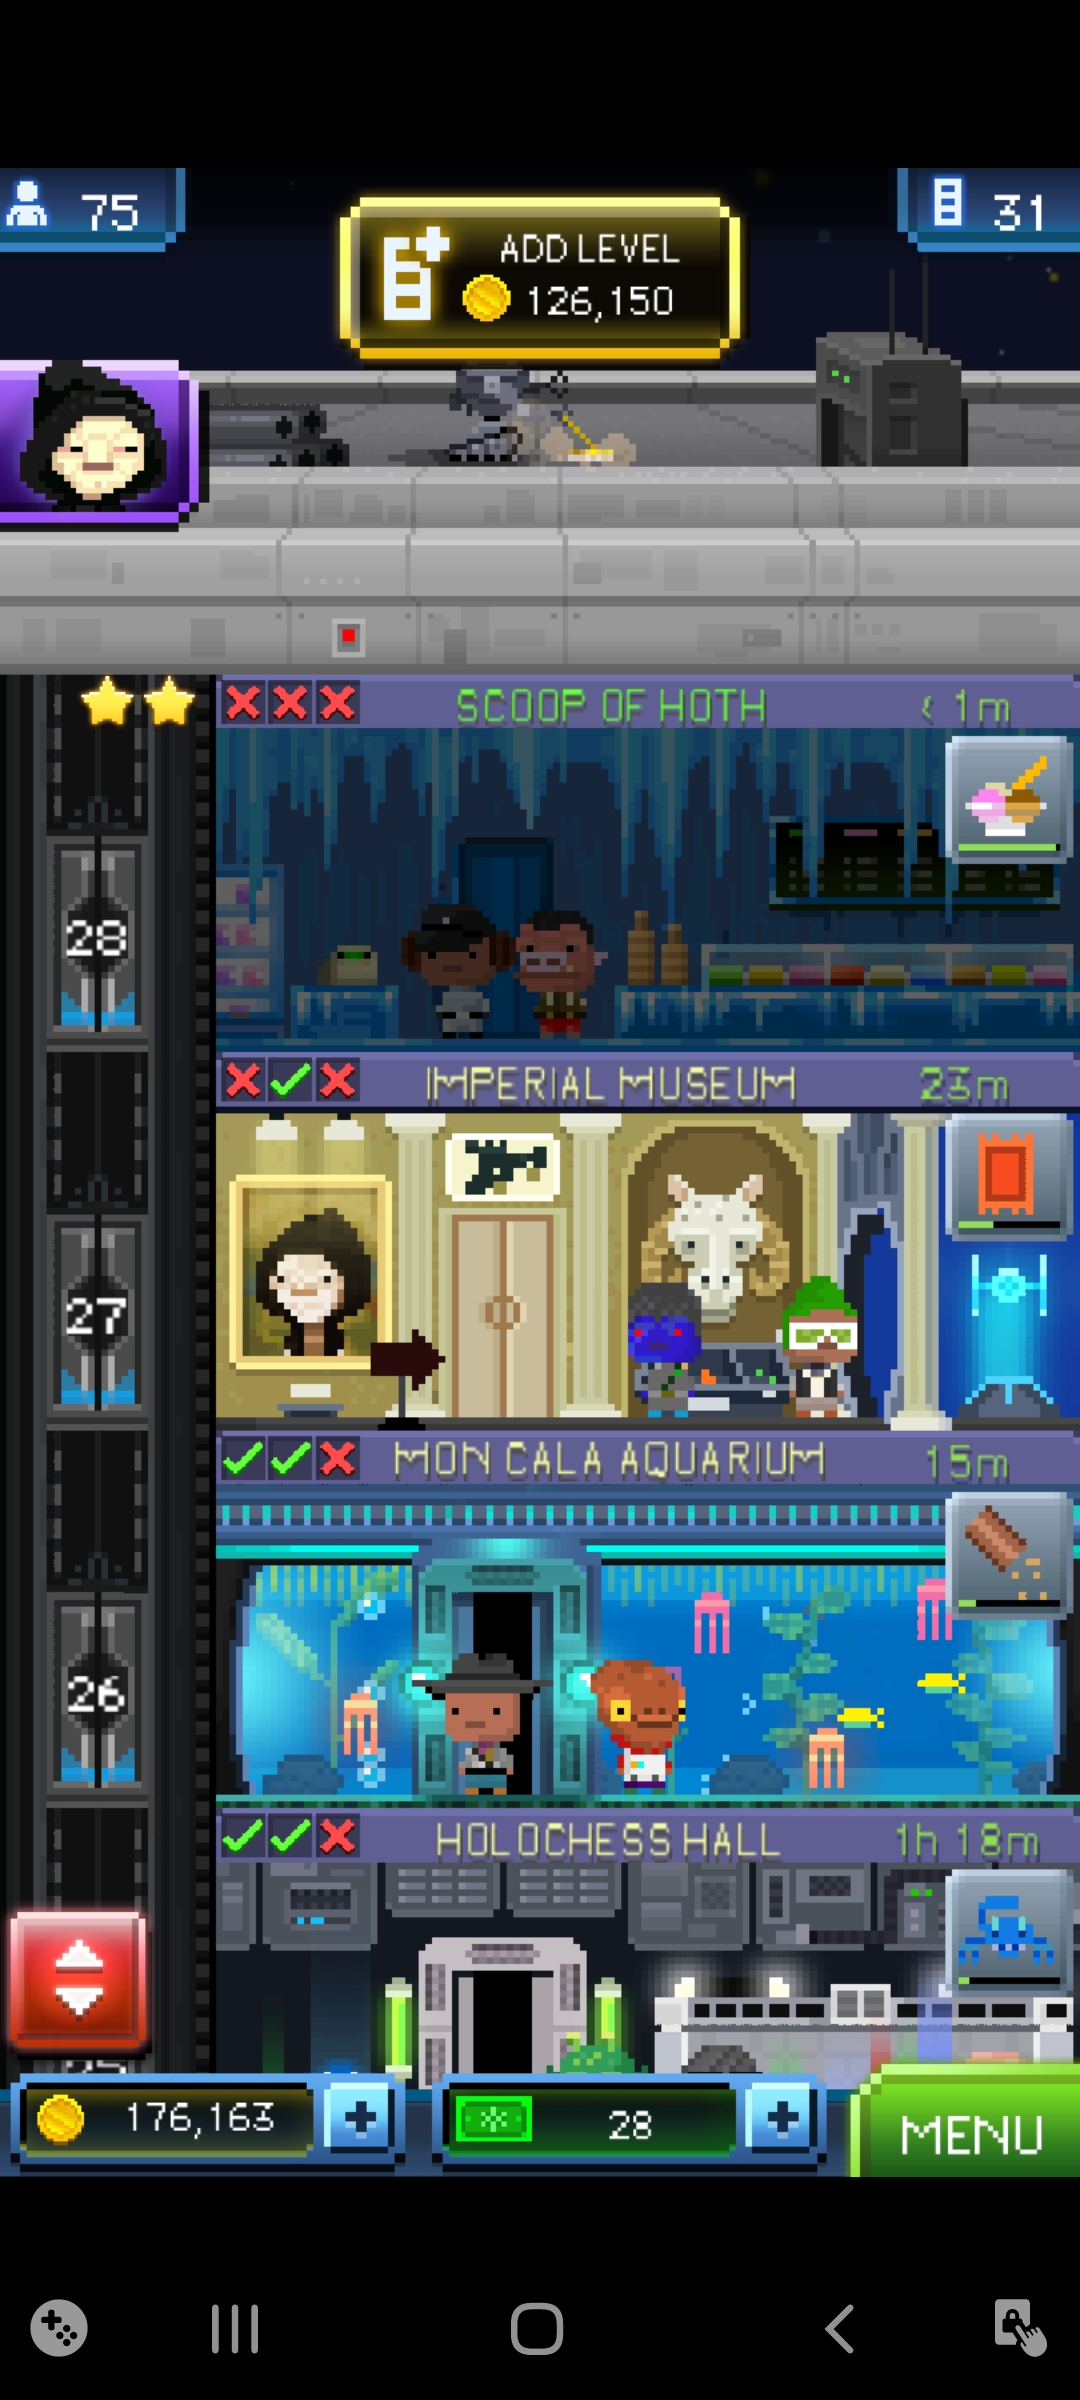 75
ADD LEVEL
126,150
31
SCOOP OF HOTH
< 1m
28
IMPERIAL MUSEUM
23m
27
MON CALA AQUARIUM
15m
26
HOLOCHESS HALL
1h 18m
176,163
28
MENU